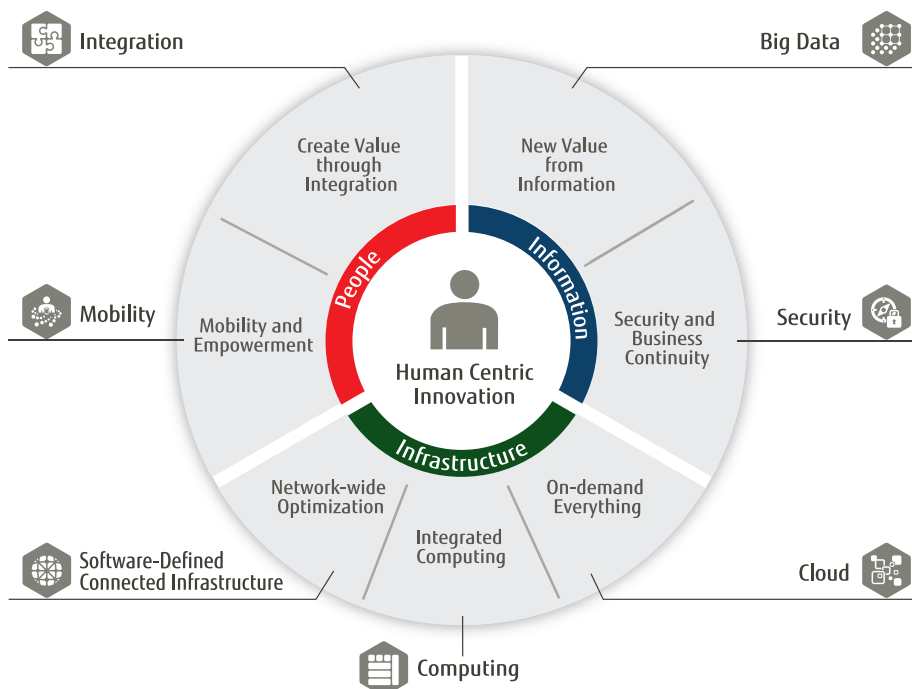 Integration
Big Data
Create Value
through
Integration
New Value
from
Information
People
Information
Mobility
Mobility and
Empowerment
Security and
Business
Continuity
Security
Human Centric
Innovation
Infrastructure
Network-wide
Optimization
On-demand
Everything
Integrated
Computing
Software-Defined
Connected Infrastructure
Cloud
Computing